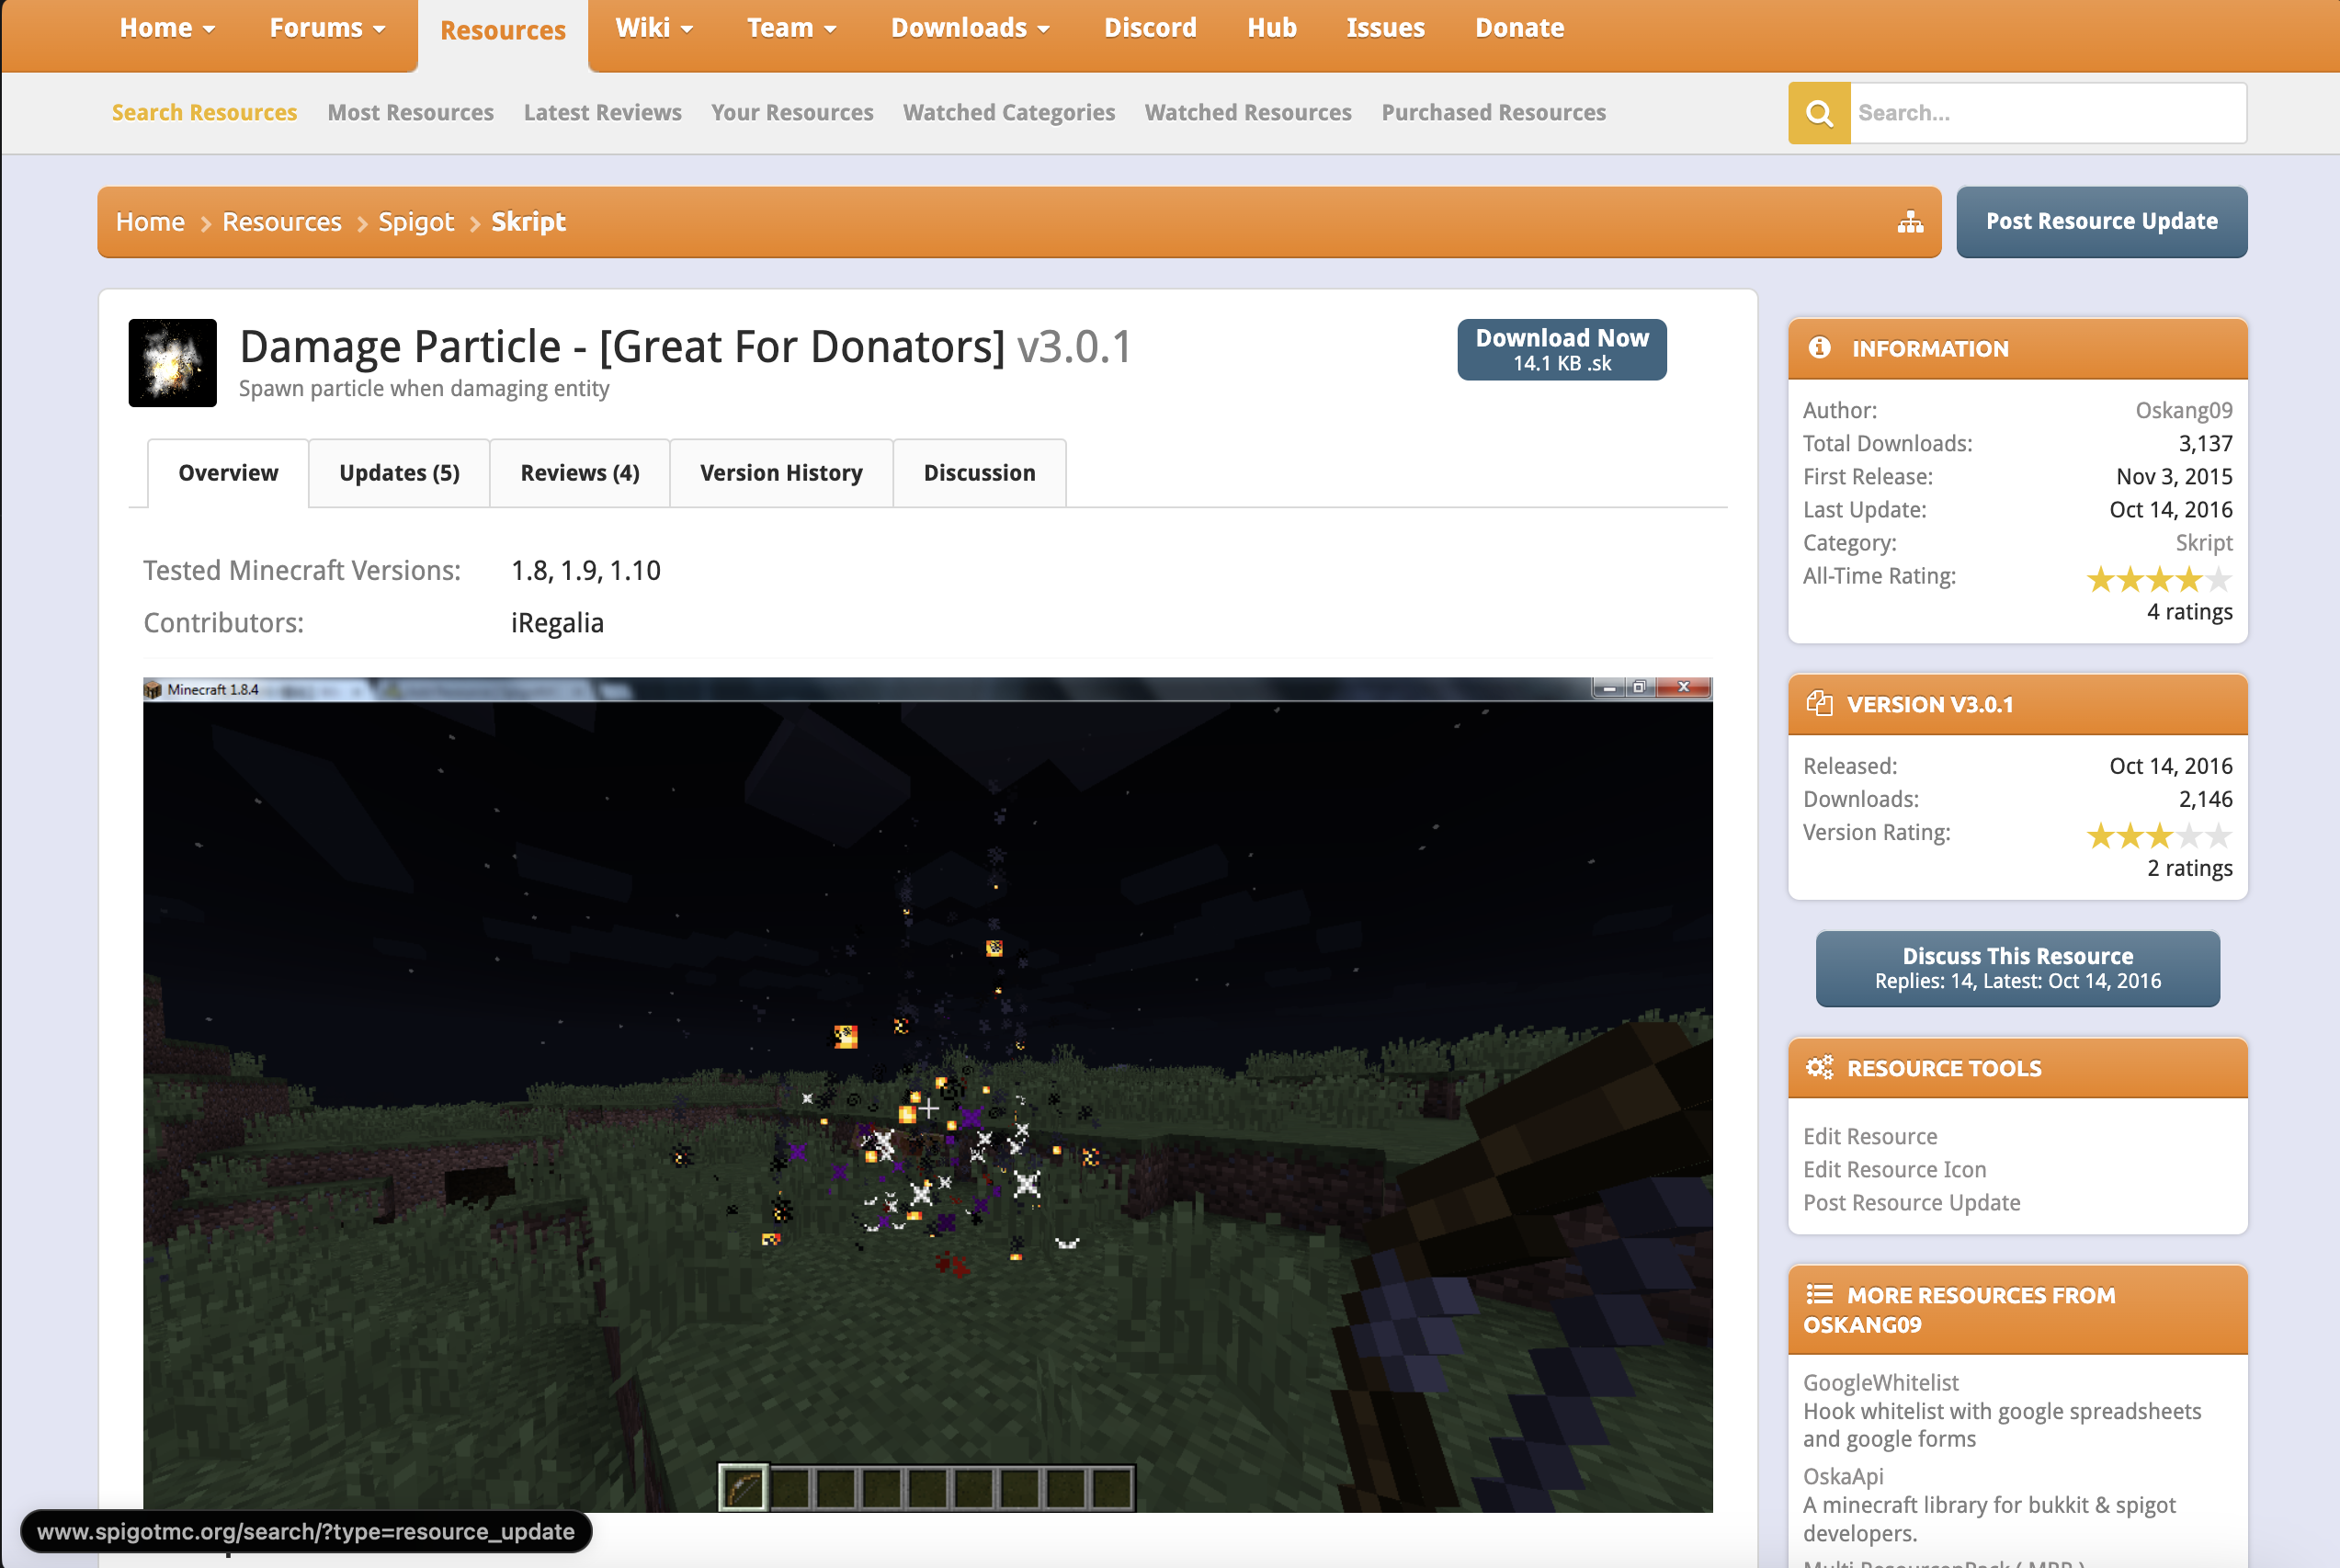 Home
Forums
Resources
Wiki
Team
Downloads
Discord
Hub
Issues
Donate
Search Resources
Most Resources
Latest Reviews
Your Resources
Watched Categories
Watched Resources
Purchased Resources
Search...
Home
Resources
Spigot
Skript
Post Resource Update
Damage Particle - [Great For Donators] v3.0.1
Spawn particle when damaging entity
Download Now
14.1 KB .sk
Overview
Updates (5)
Reviews (4)
Version History
Discussion
Tested Minecraft Versions: 1.8, 1.9, 1.10
Contributors: iRegalia
Minecraft 1.8.4
www.spigotmc.org/search/?type=resource_update
INFORMATION
Author: Oskang09
Total Downloads: 3,137
First Release: Nov 3, 2015
Last Update: Oct 14, 2016
Category: Skript
All-Time Rating:
4 ratings
VERSION V3.0.1
Released: Oct 14, 2016
Downloads: 2,146
Version Rating:
2 ratings
Discuss This Resource
Replies: 14, Latest: Oct 14, 2016
RESOURCE TOOLS
Edit Resource
Edit Resource Icon
Post Resource Update
MORE RESOURCES FROM
OSKANG09
GoogleWhitelist
Hook whitelist with google spreadsheets
and google forms
OskaApi
A minecraft library for bukkit & spigot
developers.